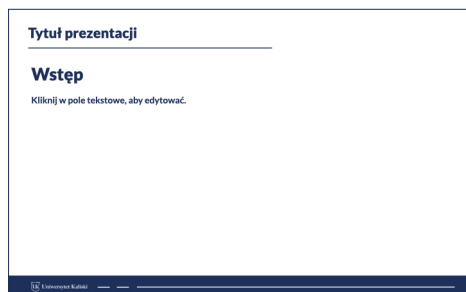 Tytuł prezentacji
Wstęp
Kliknij w pole tekstowe, aby edytować.
UK Uniwersytet Kaliski